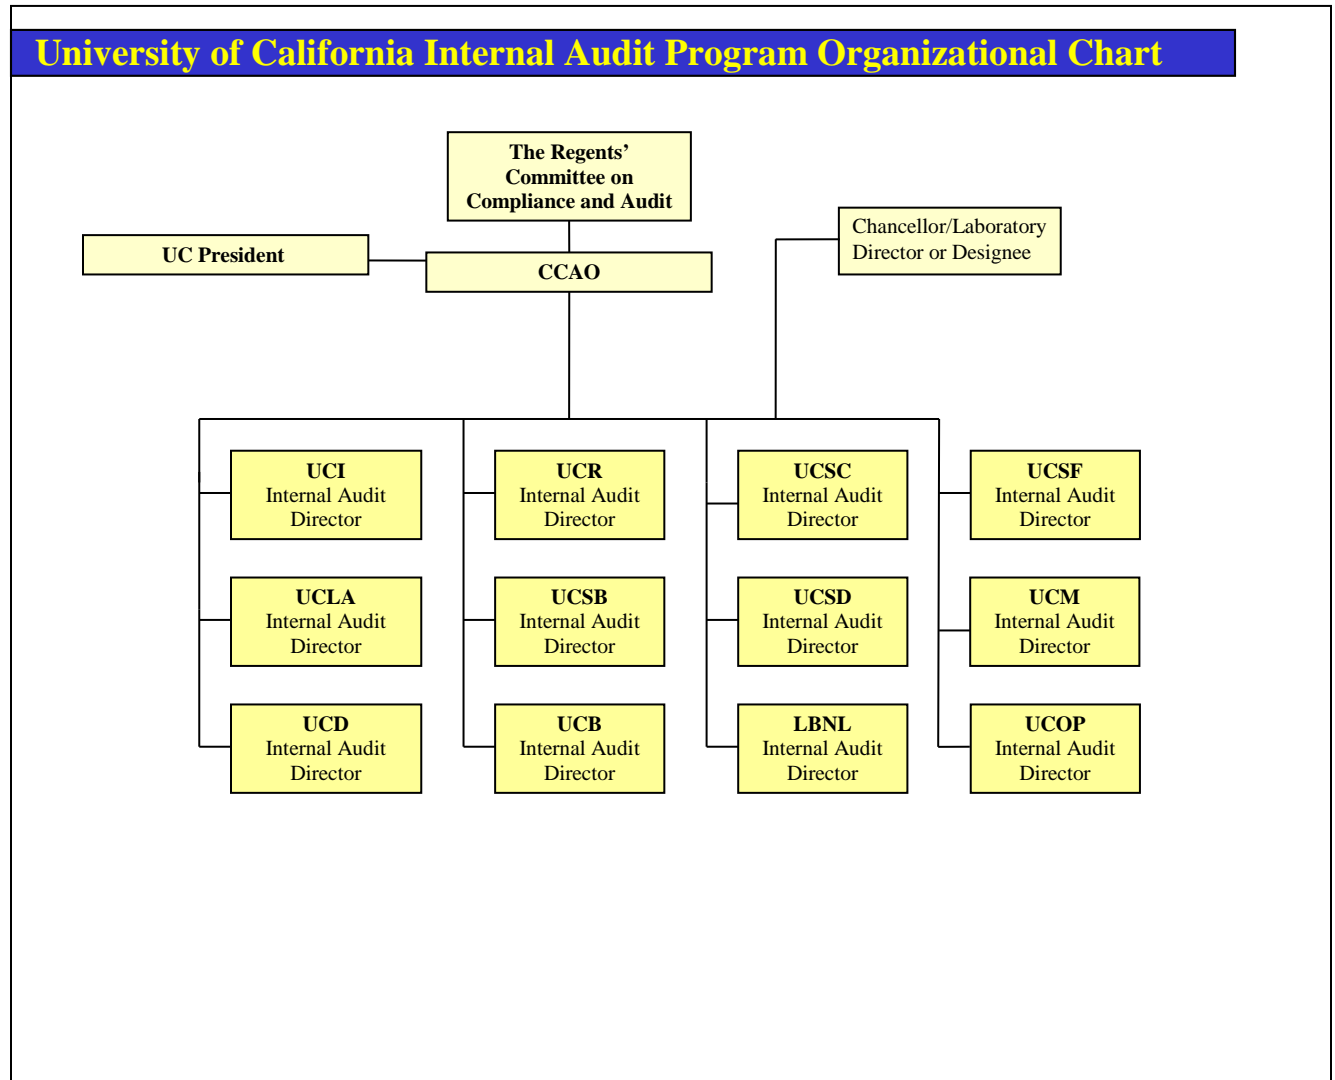 University of California Internal Audit Program Organizational Chart
The Regents’
Committee on
Compliance and Audit
Chancellor/Laboratory
Director or Designee
UC President
CCAO
UCI
Internal Audit
Director
UCR
Internal Audit
Director
UCSC
Internal Audit
Director
UCSF
Internal Audit
Director
UCLA
Internal Audit
Director
UCSB
Internal Audit
Director
UCSD
Internal Audit
Director
UCM
Internal Audit
Director
UCD
Internal Audit
Director
UCB
Internal Audit
Director
LBNL
Internal Audit
Director
UCOP
Internal Audit
Director